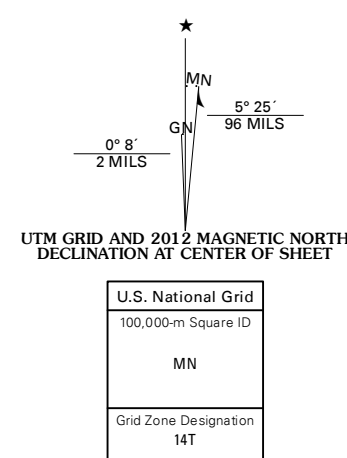 ★
MN
GN
5° 25´
96 MILS
0° 8´
2 MILS
UTM GRID AND 2012 MAGNETIC NORTH
DECLINATION AT CENTER OF SHEET
U.S. National Grid
100,000-m Square ID
MN
Grid Zone Designation
14T